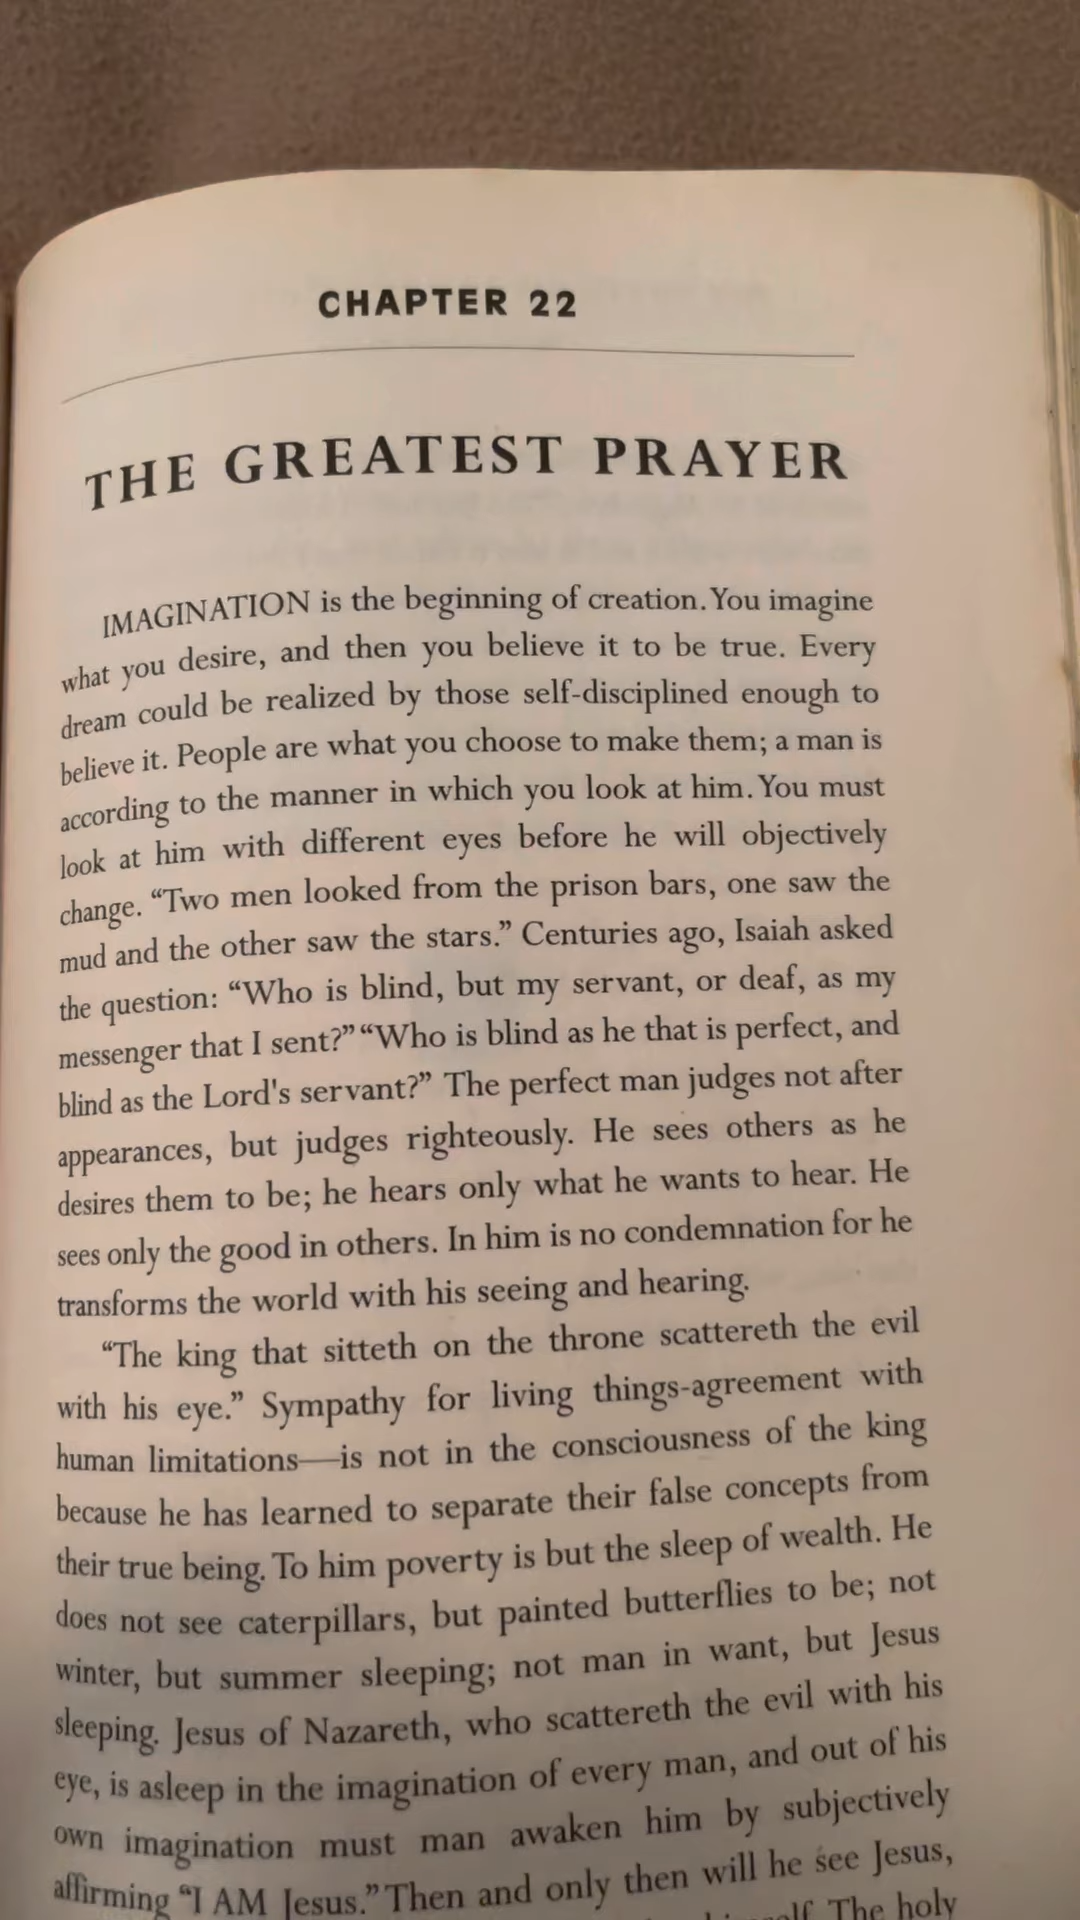 CHAPTER 22
THE GREATEST PRAYER
IMAGINATION is the beginning of creation. You imagine
what you desire, and then you believe it to be true. Every
dream could be realized by those self-disciplined enough to
believe it. People are what you choose to make them; a man is
according to the manner in which you look at him. You must
look at him with different eyes before he will objectively
change. “Two men looked from the prison bars, one saw the
mud and the other saw the stars.” Centuries ago, Isaiah asked
the question: “Who is blind, but my servant, or deaf, as my
messenger that I sent?” “Who is blind as he that is perfect, and
blind as the Lord's servant?” The perfect man judges not after
appearances, but judges righteously. He sees others as he
desires them to be; he hears only what he wants to hear. He
sees only the good in others. In him is no condemnation for he
transforms the world with his seeing and hearing.
“The king that sitteth on the throne scattereth the evil
with his eye.” Sympathy for living things-agreement with
human limitations—is not in the consciousness of the king
because he has learned to separate their false concepts from
their true being. To him poverty is but the sleep of wealth. He
does not see caterpillars, but painted butterflies to be; not
winter, but summer sleeping; not man in want, but Jesus
sleeping. Jesus of Nazareth, who scattereth the evil with his
eye, is asleep in the imagination of every man, and out of his
own imagination must man awaken him by subjectively
affirming “I AM Jesus.” Then and only then will he see Jesus,
The holy